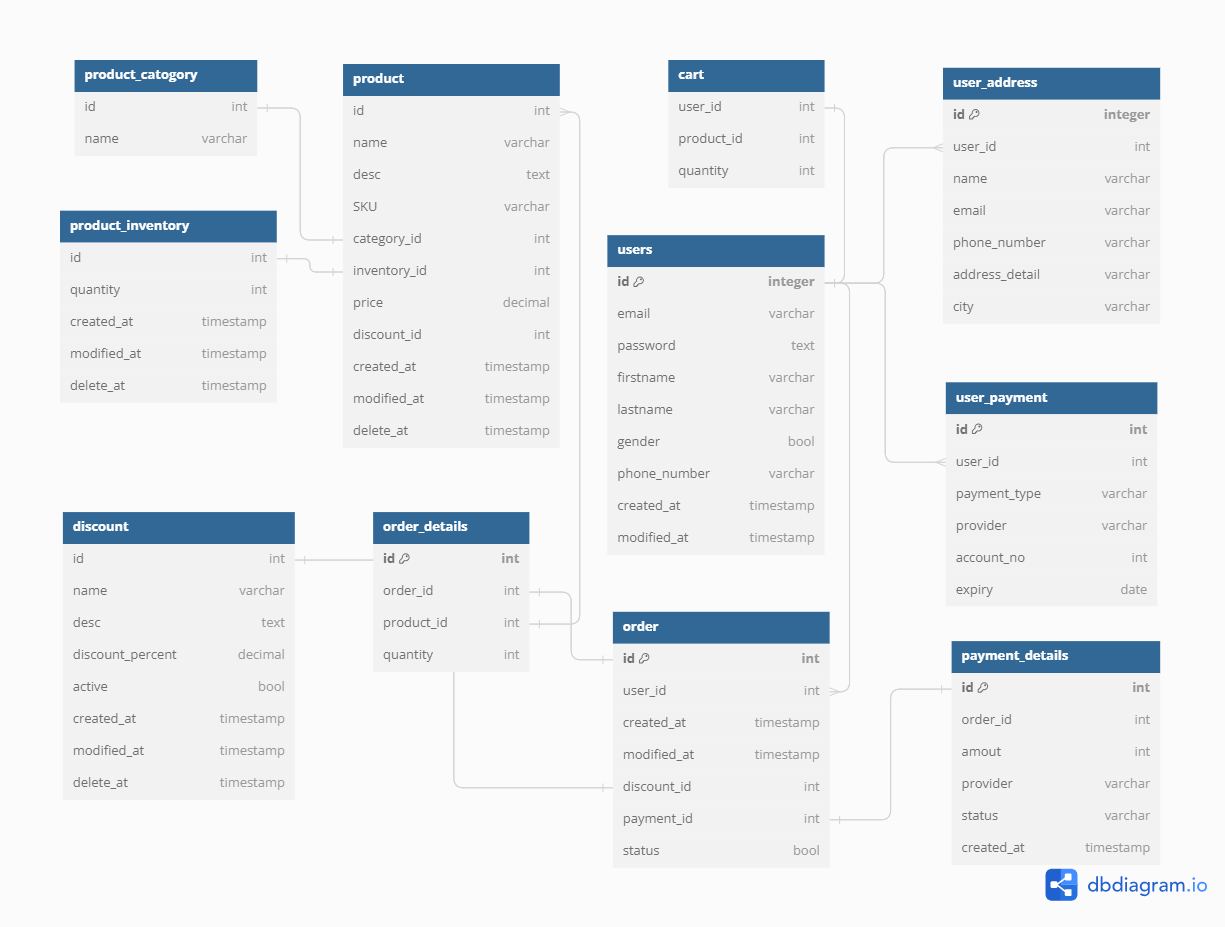 product_catogory
id int
name varchar
product_inventory
id int
quantity int
created_at timestamp
modified_at timestamp
delete_at timestamp
product
id int
name varchar
desc text
SKU varchar
category_id int
inventory_id int
price decimal
discount_id int
created_at timestamp
modified_at timestamp
delete_at timestamp
cart
user_id int
product_id int
quantity int
users
id integer
email varchar
password text
firstname varchar
lastname varchar
gender bool
phone_number varchar
created_at timestamp
modified_at timestamp
user_address
id integer
user_id int
name varchar
email varchar
phone_number varchar
address_detail varchar
city varchar
user_payment
id int
user_id int
payment_type varchar
provider varchar
account_no int
expiry date
discount
id int
name varchar
desc text
discount_percent decimal
active bool
created_at timestamp
modified_at timestamp
delete_at timestamp
order_details
id int
order_id int
product_id int
quantity int
order
id int
user_id int
created_at timestamp
modified_at timestamp
discount_id int
payment_id int
status bool
payment_details
id int
order_id int
amout int
provider varchar
status varchar
created_at timestamp
dbdiagram.io